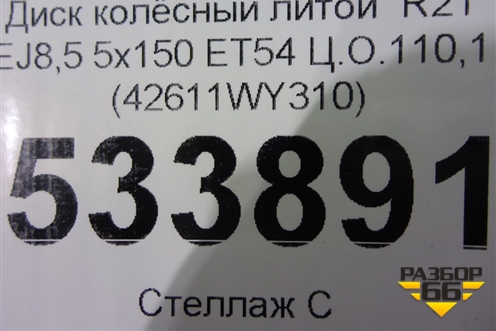 Диск колёсный литой R21
EJ8,5 5x150 ET54 Ц.О.110,1
(42611WY310)
533891
Стеллаж С
РАЗБОР
66